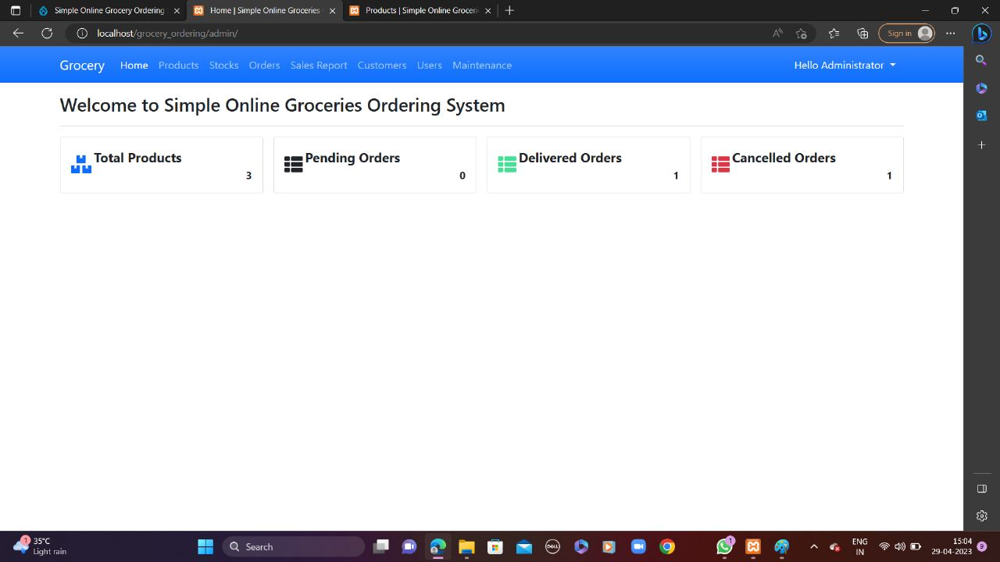 Simple Online Grocery Ordering
Home | Simple Online Groceries
Products | Simple Online Groceri
localhost/grocery_ordering/admin/
Sign in
Grocery Home Products Stocks Orders Sales Report Customers Users Maintenance Hello Administrator
Welcome to Simple Online Groceries Ordering System
Total Products
3
Pending Orders
0
Delivered Orders
1
Cancelled Orders
1
1
35°C
Light rain
Search
DELL
1
ENG
IN
15:04
29-04-2023
9